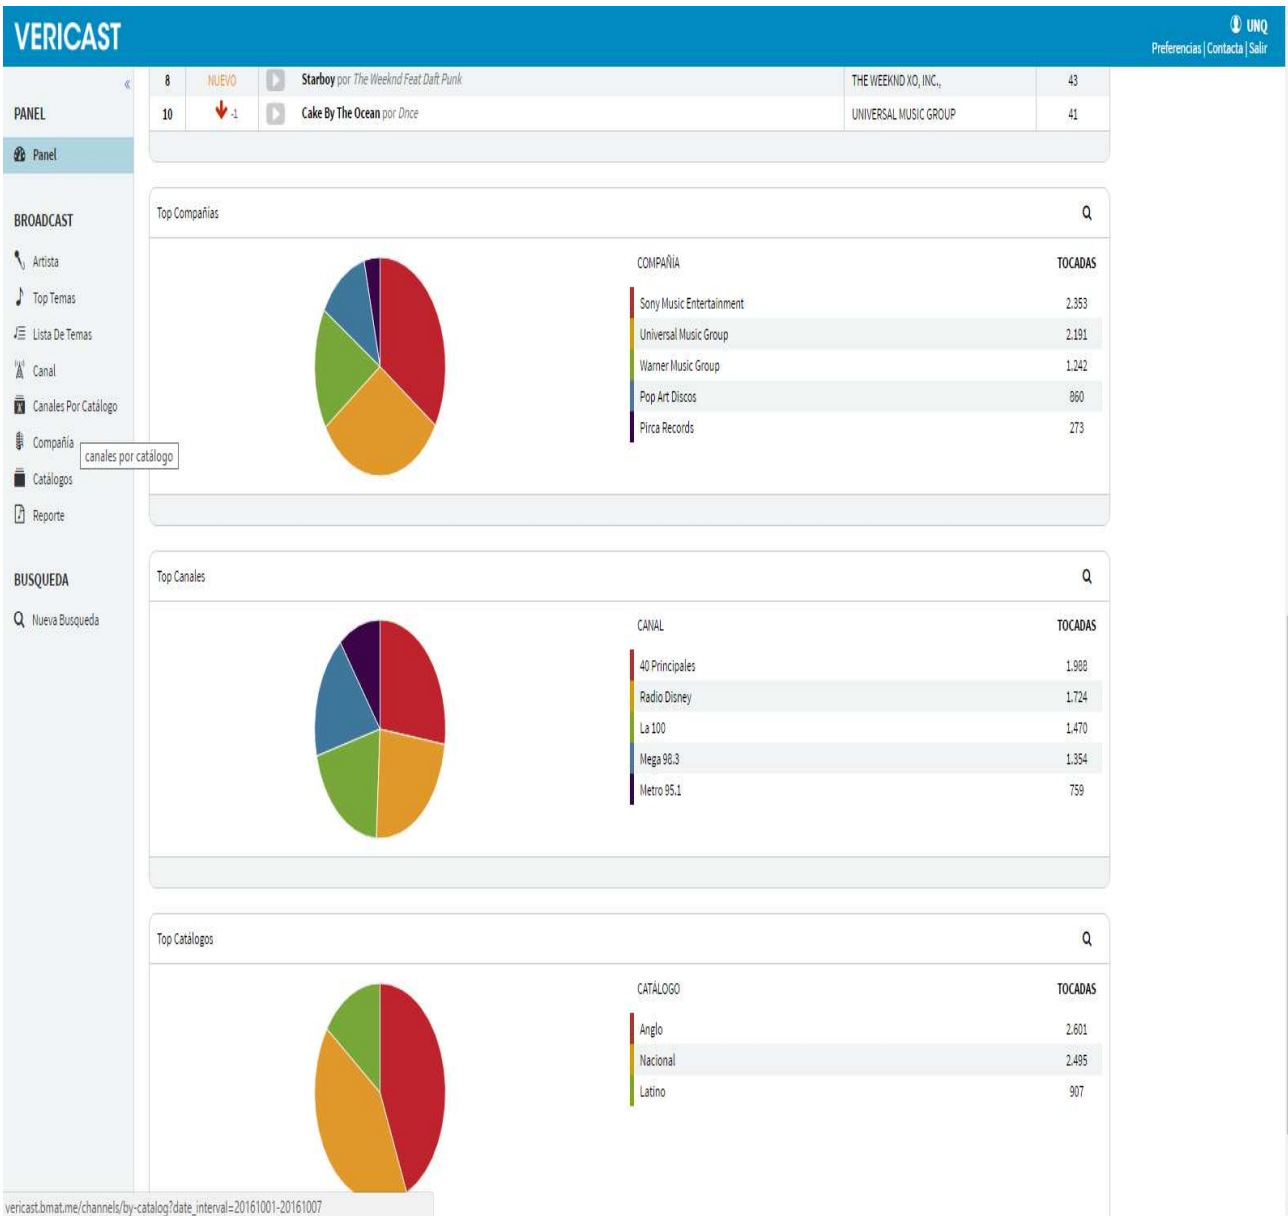 VERICAST
UNQ
Preferencias | Contacta | Salir
«
PANEL
Panel
BROADCAST
Artista
Top Temas
Lista De Temas
Canal
Canales Por Catálogo
Compañia
canales por catálogo
Catálogos
Reporte
BUSQUEDA
Nueva Busqueda
8 NUEVO Starboy por The Weeknd Feat Daft Punk THE WEEKND XO, INC., 43
10 -1 Cake By The Ocean por Dnce UNIVERSAL MUSIC GROUP 41
Top Compañias
COMPAÑÍA TOCADAS
Sony Music Entertainment 2.353
Universal Music Group 2.191
Warner Music Group 1.242
Pop Art Discos 860
Pirca Records 273
Top Canales
CANAL TOCADAS
40 Principales 1.988
Radio Disney 1.724
La 100 1.470
Mega 98.3 1.354
Metro 95.1 759
Top Catálogos
CATÁLOGO TOCADAS
Anglo 2.601
Nacional 2.495
Latino 907
vericast.bmat.me/channels/by-catalog?date_interval=20161001-20161007